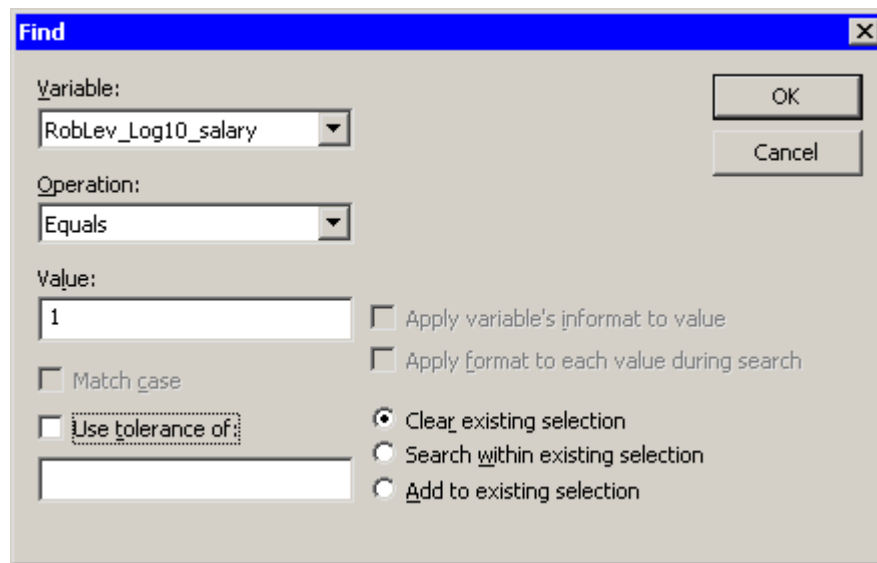 Find
Variable:
OK
RobLev_Log10_salary
Cancel
Operation:
Equals
Value:
1
Apply variable's informat to value
Apply format to each value during search
Match case
Use tolerance of:
Clear existing selection
Search within existing selection
Add to existing selection